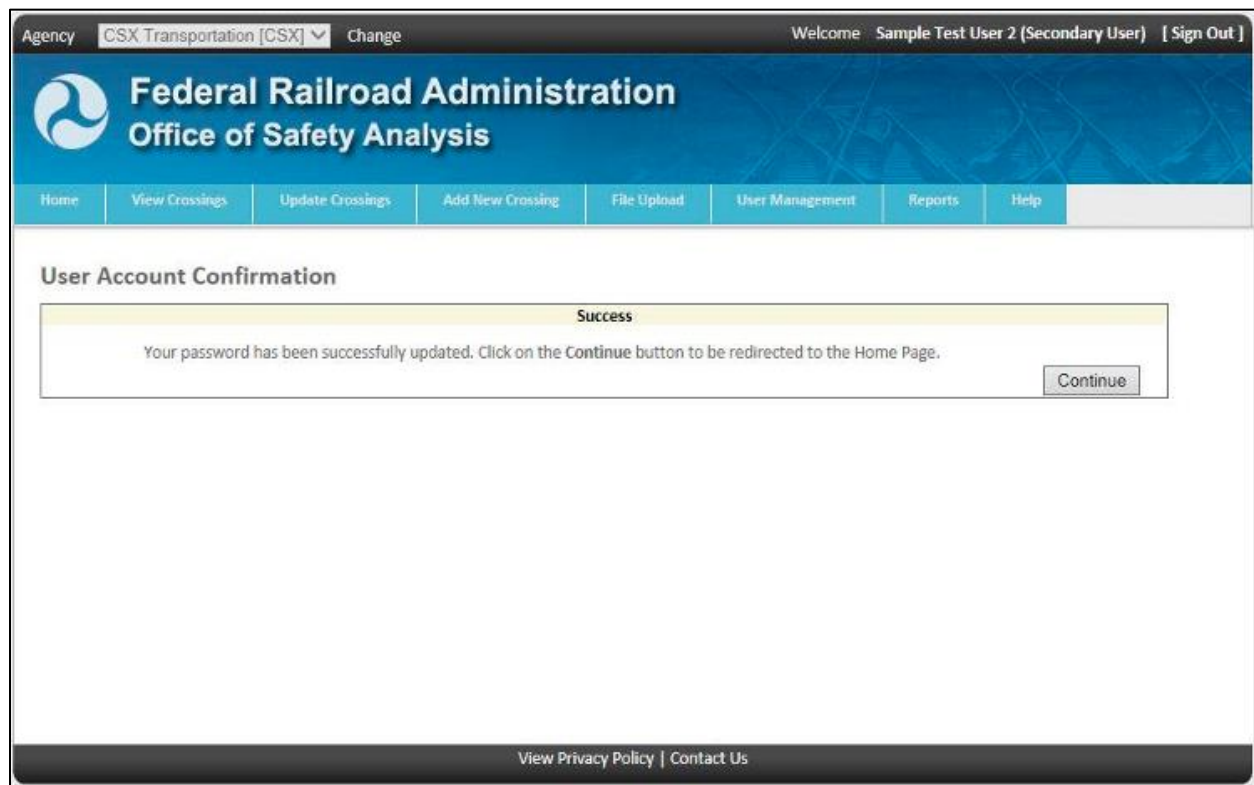 Agency CSX Transportation [CSX] Change Welcome Sample Test User 2 (Secondary User) [ Sign Out ]
Federal Railroad Administration
Office of Safety Analysis
Home View Crossings Update Crossings Add New Crossing File Upload User Management Reports Help
User Account Confirmation
Success
Your password has been successfully updated. Click on the Continue button to be redirected to the Home Page.
Continue
View Privacy Policy | Contact Us